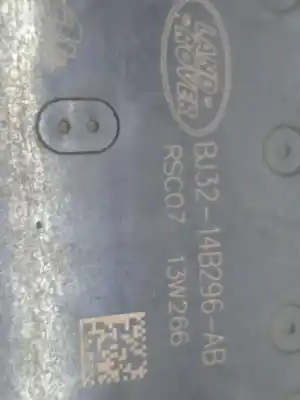 LAND-
ROVER
BJ32-14B296-AB
RSC07 13W266